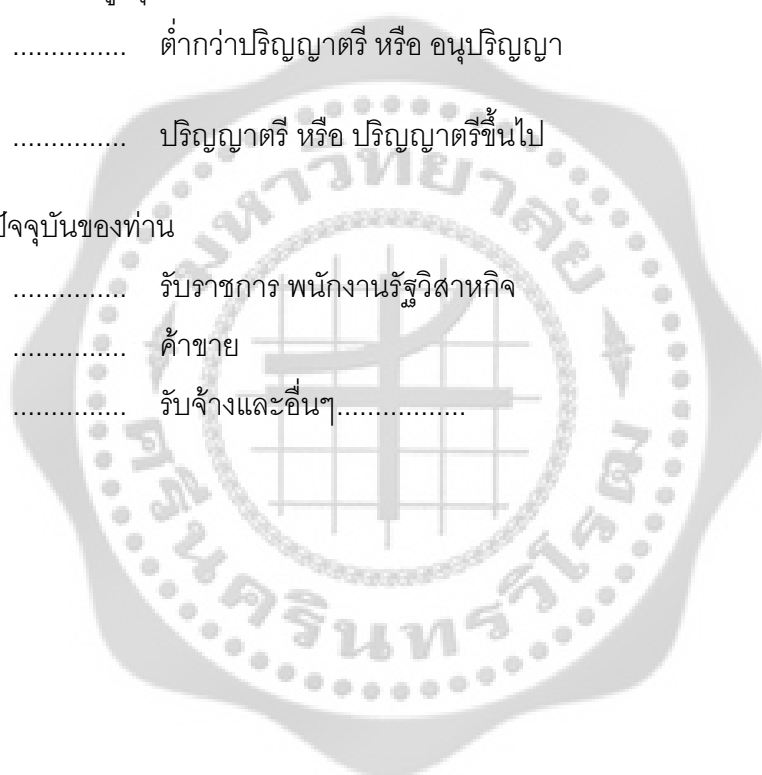 ............... ต่ำกว่าปริญญาตรี หรือ อนุปริญญา
............... ปริญญาตรี หรือ ปริญญาตรีขึ้นไป
ปัจจุบันของท่าน
............... รับราชการ พนักงานรัฐวิสาหกิจ
............... ค้าขาย
............... รับจ้างและอื่นๆ.................
มหาวิทยาลัย
ศรีนครินทรวิโรฒ